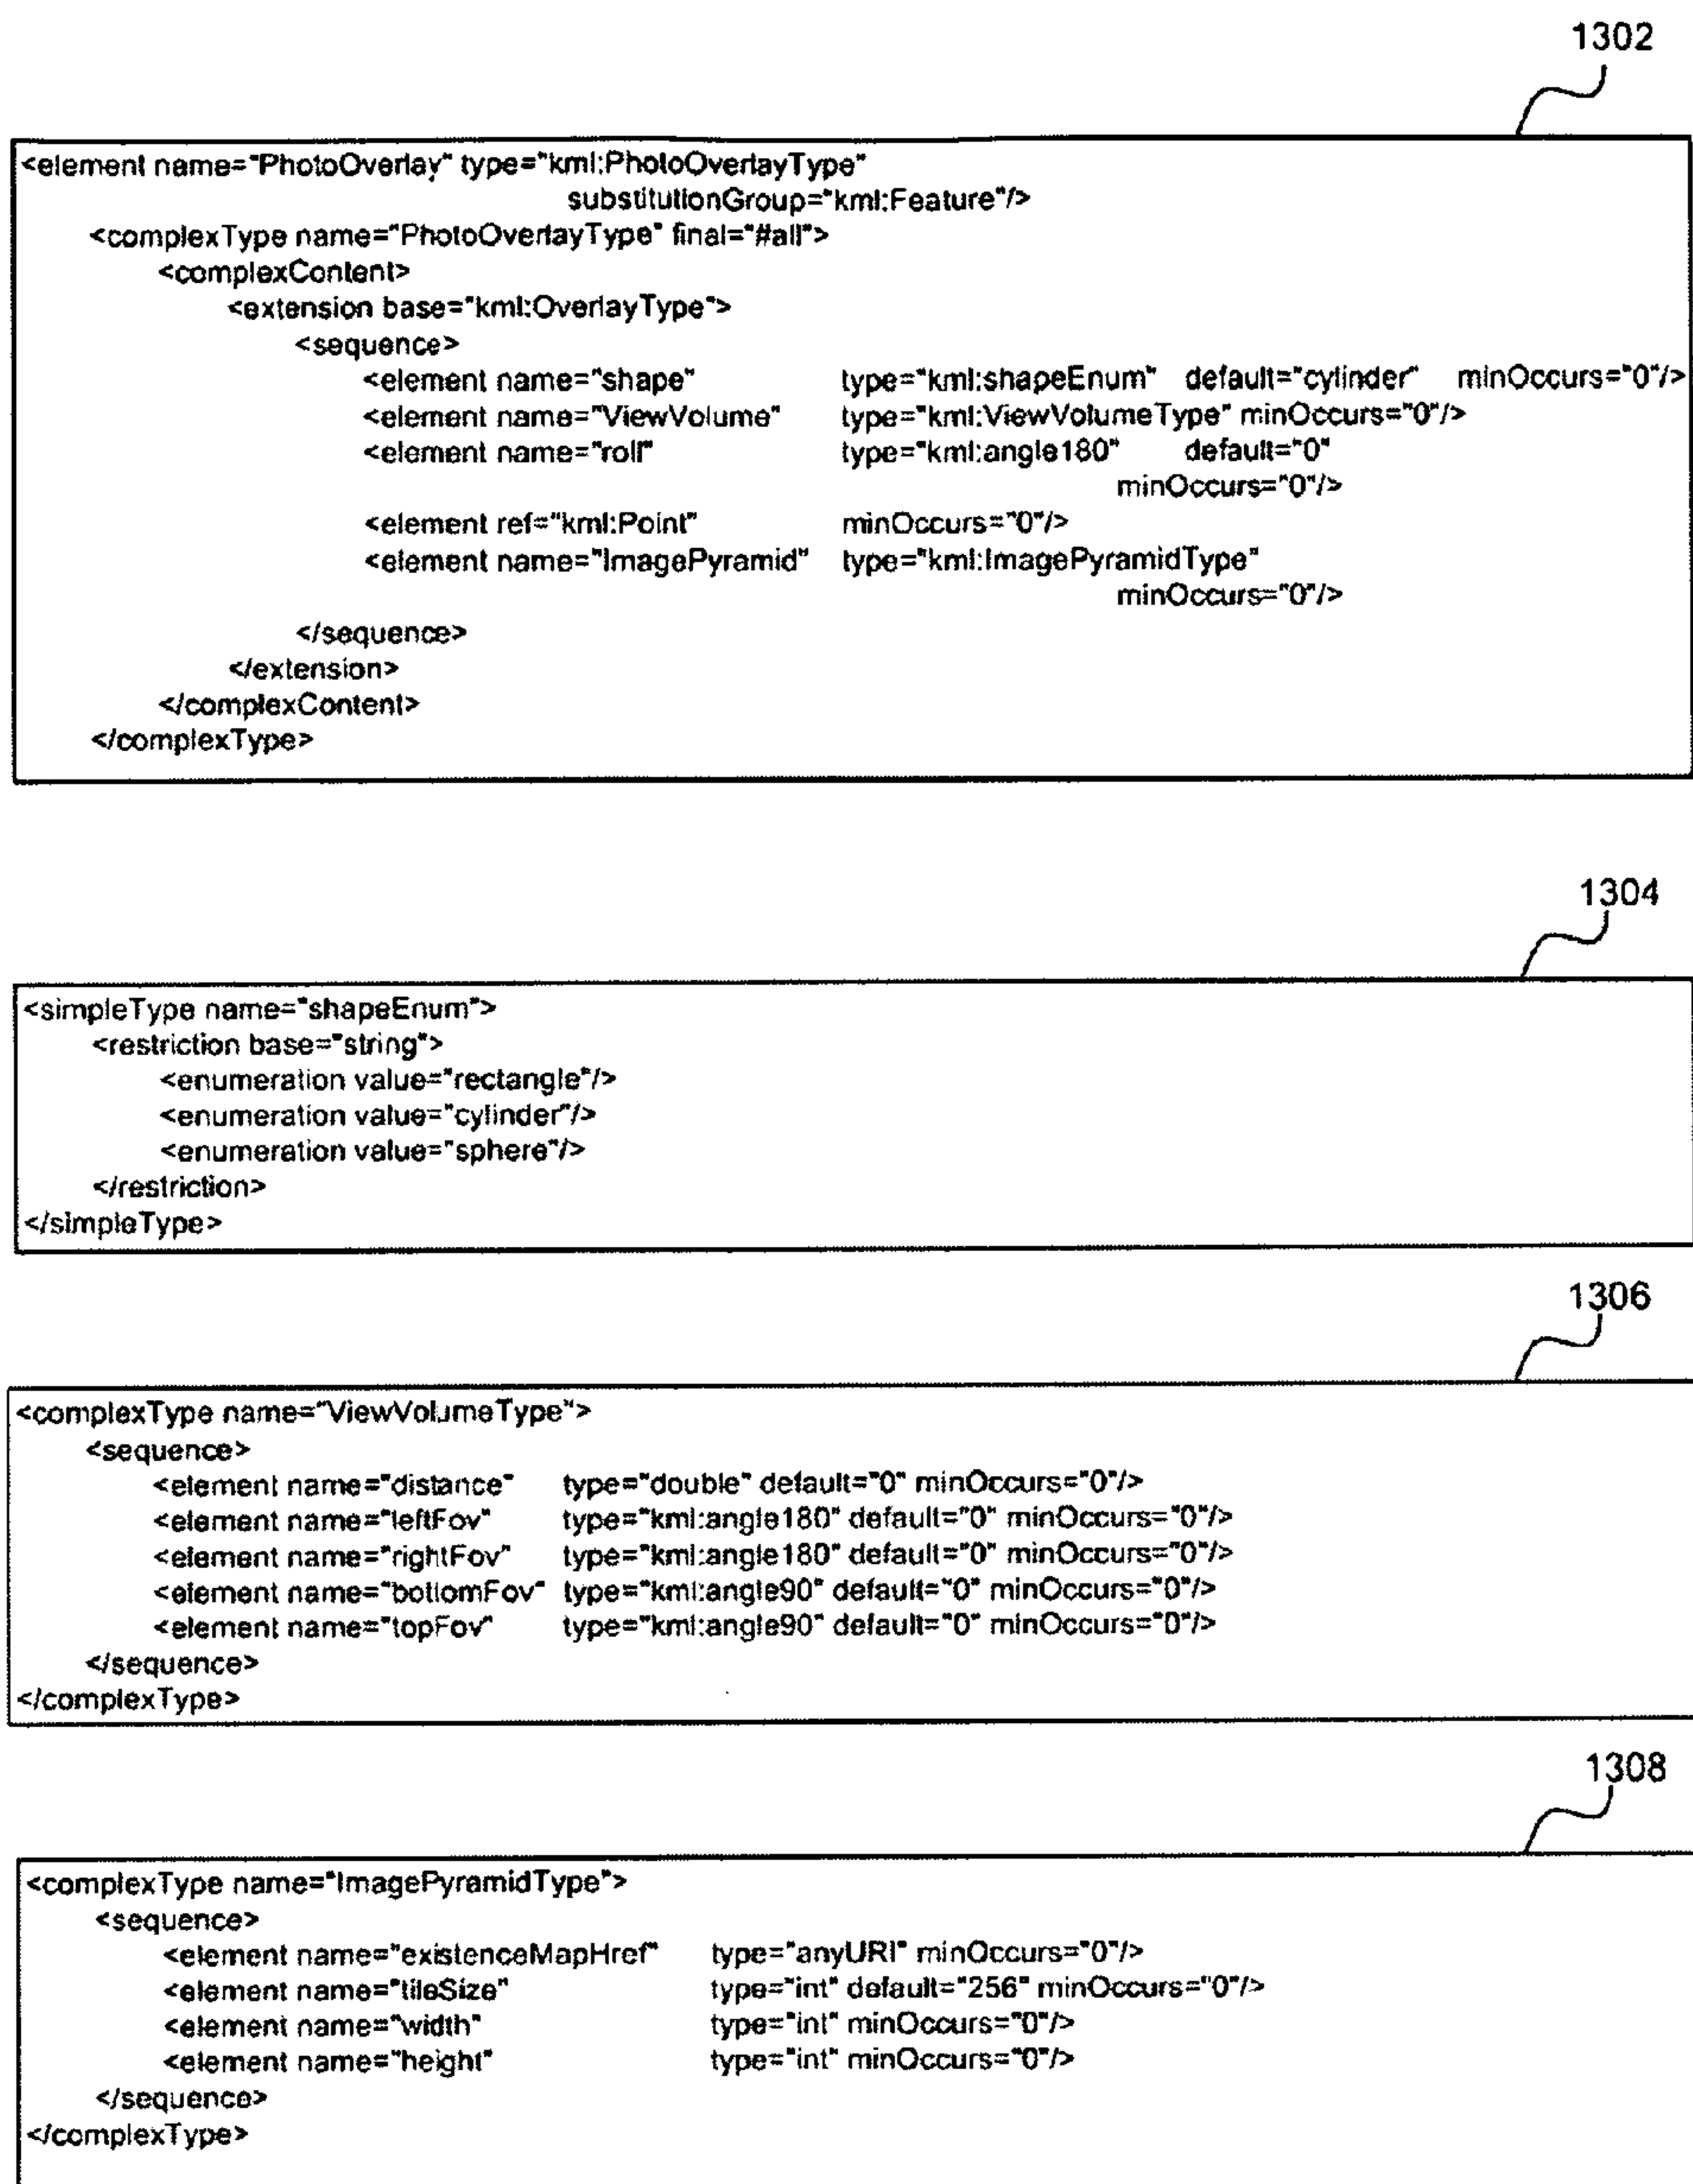 1302
<element name="PhotoOverlay" type="kml:PhotoOverlayType"
substitutionGroup="kml:Feature"/>
<complexType name="PhotoOverlayType" final="#all">
<complexContent>
<extension base="kml:OverlayType">
<sequence>
<element name="shape" type="kml:shapeEnum" default="cylinder" minOccurs="0"/>
<element name="ViewVolume" type="kml:ViewVolumeType" minOccurs="0"/>
<element name="roll" type="kml:angle180" default="0"
minOccurs="0"/>
<element ref="kml:Point" minOccurs="0"/>
<element name="ImagePyramid" type="kml:ImagePyramidType"
minOccurs="0"/>
</sequence>
</extension>
</complexContent>
</complexType>
1304
<simpleType name="shapeEnum">
<restriction base="string">
<enumeration value="rectangle"/>
<enumeration value="cylinder"/>
<enumeration value="sphere"/>
</restriction>
</simpleType>
1306
<complexType name="ViewVolumeType">
<sequence>
<element name="distance" type="double" default="0" minOccurs="0"/>
<element name="leftFov" type="kml:angle180" default="0" minOccurs="0"/>
<element name="rightFov" type="kml:angle180" default="0" minOccurs="0"/>
<element name="bottomFov" type="kml:angle90" default="0" minOccurs="0"/>
<element name="topFov" type="kml:angle90" default="0" minOccurs="0"/>
</sequence>
</complexType>
1308
<complexType name="ImagePyramidType">
<sequence>
<element name="existenceMapHref" type="anyURI" minOccurs="0"/>
<element name="tileSize" type="int" default="256" minOccurs="0"/>
<element name="width" type="int" minOccurs="0"/>
<element name="height" type="int" minOccurs="0"/>
</sequence>
</complexType>